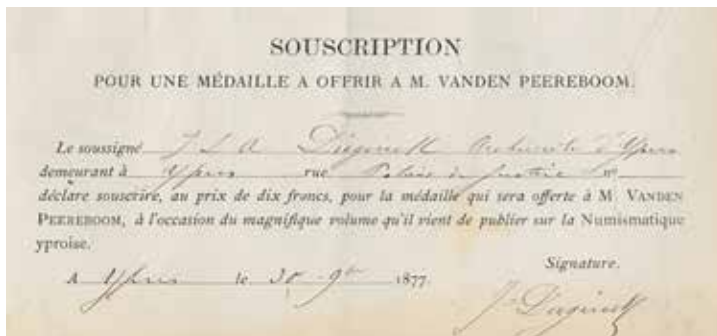 SOUSCRIPTION
POUR UNE MÉDAILLE A OFFRIR A M. VANDEN PEEREBOOM.
Le soussigné J L A Diegerick Archiviste d'Ypres
demeurant à Ypres rue Palais de Justice n°
déclare souscrire, au prix de dix francs, pour la médaille qui sera offerte à M. VANDEN
PEEREBOOM, à l'occasion du magnifique volume qu'il vient de publier sur la Numismatique
yproise.
Signature.
A Ypres le 30 9bre 1877.
J Diegerick